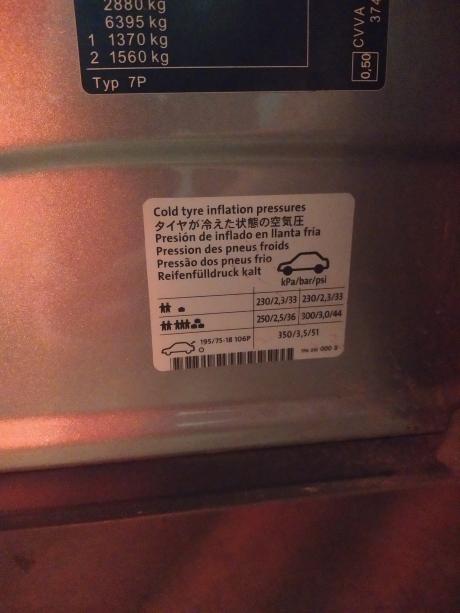 2880 kg
6395 kg
1 1370 kg
2 1560 kg
Typ 7P
CVVA
374
0,50
Cold tyre inflation pressures
タイヤが冷えた状態の空気圧
Presión de inflado en llanta fría
Pression des pneus froids
Pressão dos pneus frio
Reifenfülldruck kalt
kPa/bar/psi
230/2,3/33 230/2,3/33
250/2,5/36 300/3,0/44
195/75-18 106P 350/3,5/51
000 S